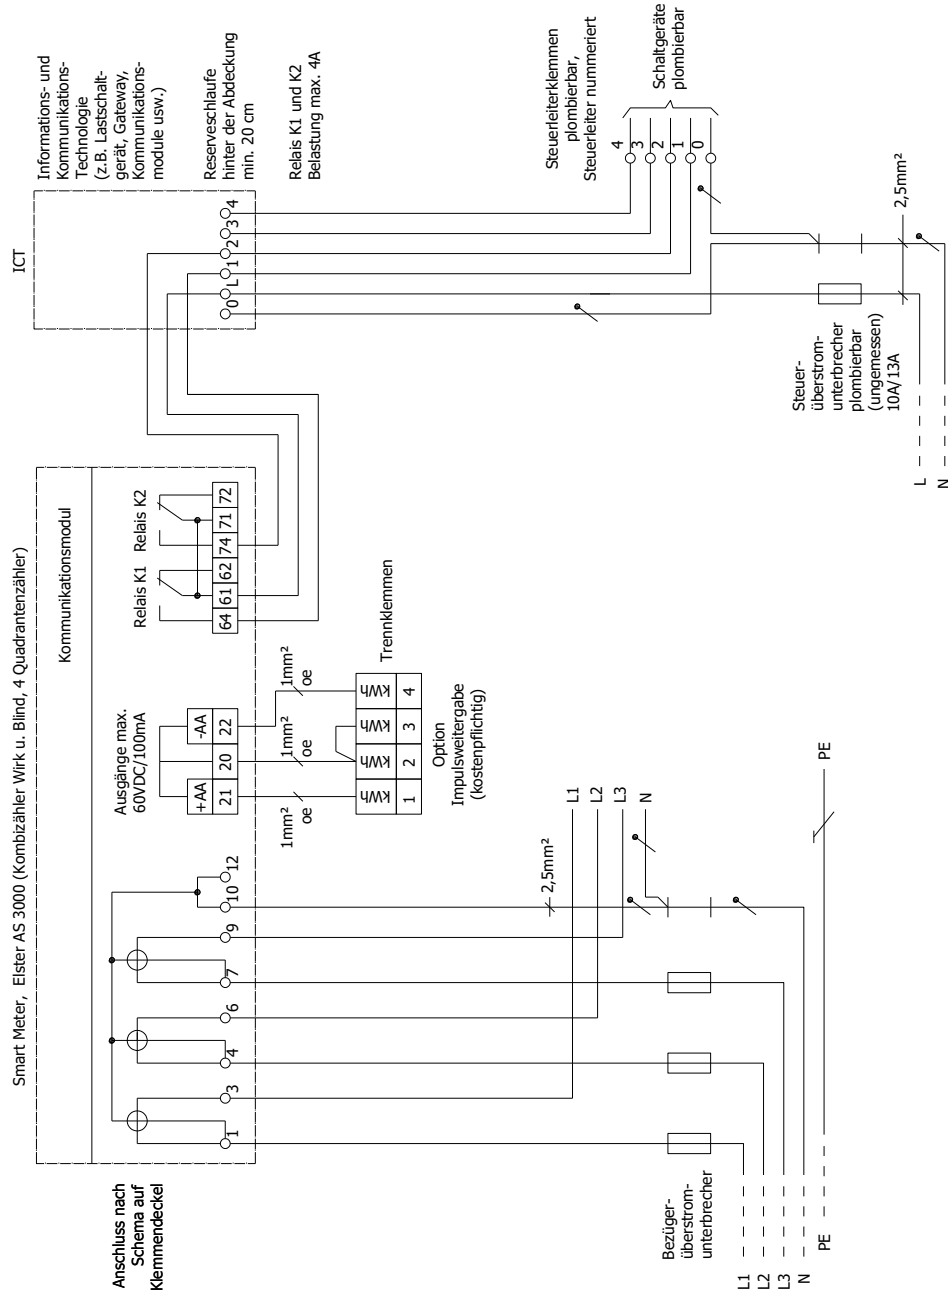 Smart Meter,  Elster AS 3000 (Kombizähler Wirk u. Blind, 4 Quadrantenzähler)
Kommunikationsmodul
Anschluss nach
Schema auf
Klemmendeckel
1
3
4
6
7
9
10
12
Ausgänge max.
60VDC/100mA
+AA
-AA
21
20
22
Relais K1
Relais K2
64
61
62
74
71
72
1mm²
oe
1mm²
oe
1mm²
oe
kWh
kWh
kWh
kWh
1
2
3
4
Trennklemmen
Option
Impulsweitergabe
(kostenpflichtig)
2,5mm²
L1
L2
L3
N
Bezüger-
überstrom-
unterbrecher
L1
L2
L3
N
PE
PE
ICT
Informations- und
Kommunikations-
Technologie
(z.B. Lastschalt-
gerät, Gateway,
Kommunikations-
module usw.)
0
L
1
2
3
4
Reserveschlaufe
hinter der Abdeckung
min. 20 cm
Relais K1 und K2
Belastung max. 4A
Steuerleiterklemmen
plombierbar,
Steuerleiter nummeriert
4
3
2
1
0
Schaltgeräte
plombierbar
Steuer-
überstrom-
unterbrecher
plombierbar
(ungemessen)
10A/13A
2,5mm²
L
N